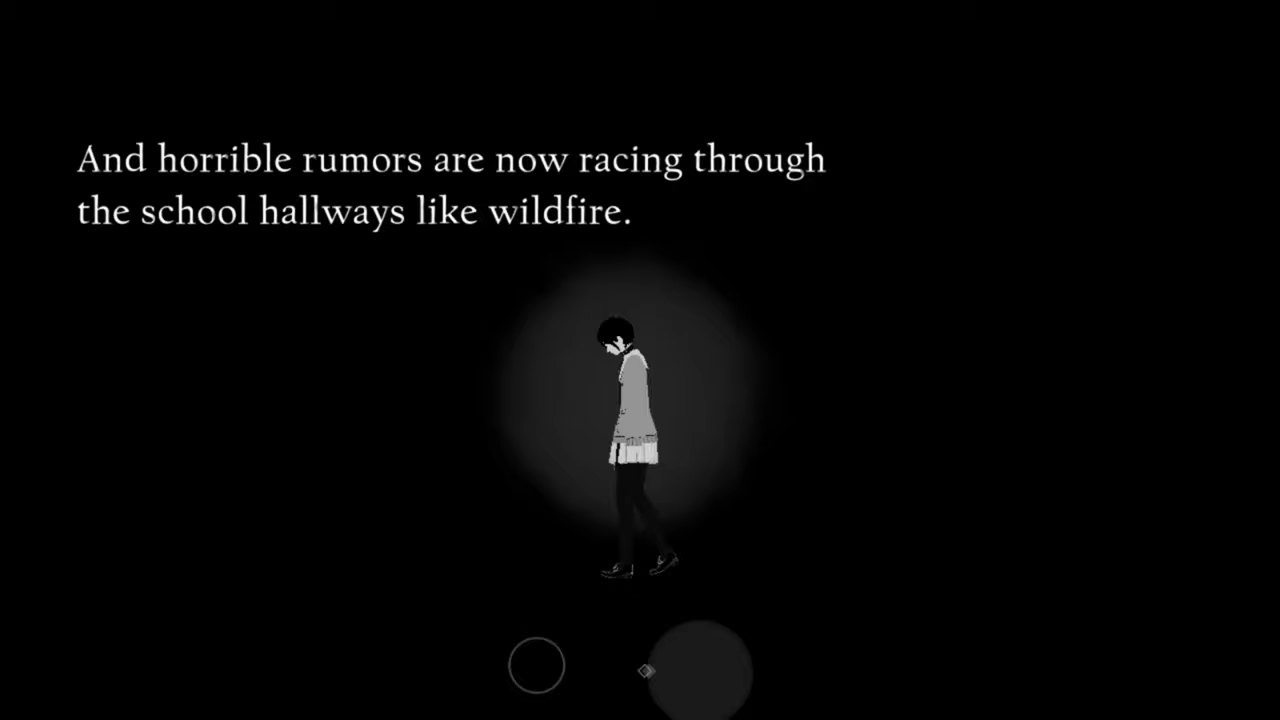 And horrible rumors are now racing through
the school hallways like wildfire.